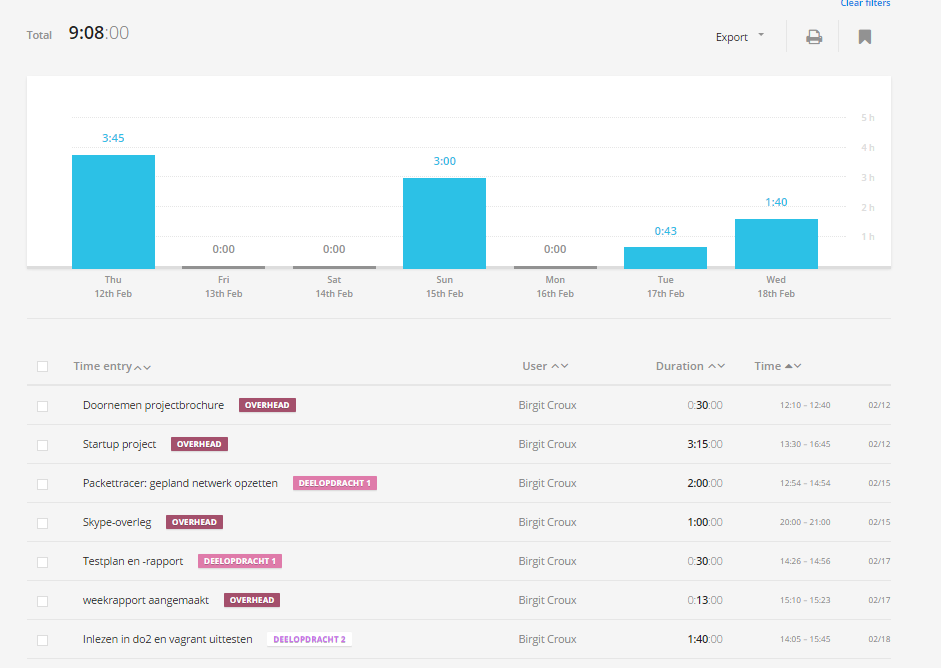 Clear filters
Total 9:08:00
Export
5 h
3:45
4 h
3:00
3 h
1:40
2 h
0:43
1 h
0:00 0:00 0:00
Thu Fri Sat Sun Mon Tue Wed
12th Feb 13th Feb 14th Feb 15th Feb 16th Feb 17th Feb 18th Feb
Time entry User Duration Time
Doornemen projectbrochure OVERHEAD Birgit Croux 0:30:00 12:10 – 12:40 02/12
Startup project OVERHEAD Birgit Croux 3:15:00 13:30 – 16:45 02/12
Packettracer: gepland netwerk opzetten DEELOPDRACHT 1 Birgit Croux 2:00:00 12:54 – 14:54 02/15
Skype-overleg OVERHEAD Birgit Croux 1:00:00 20:00 – 21:00 02/15
Testplan en -rapport DEELOPDRACHT 1 Birgit Croux 0:30:00 14:26 – 14:56 02/17
weekrapport aangemaakt OVERHEAD Birgit Croux 0:13:00 15:10 – 15:23 02/17
Inlezen in do2 en vagrant uittesten DEELOPDRACHT 2 Birgit Croux 1:40:00 14:05 – 15:45 02/18